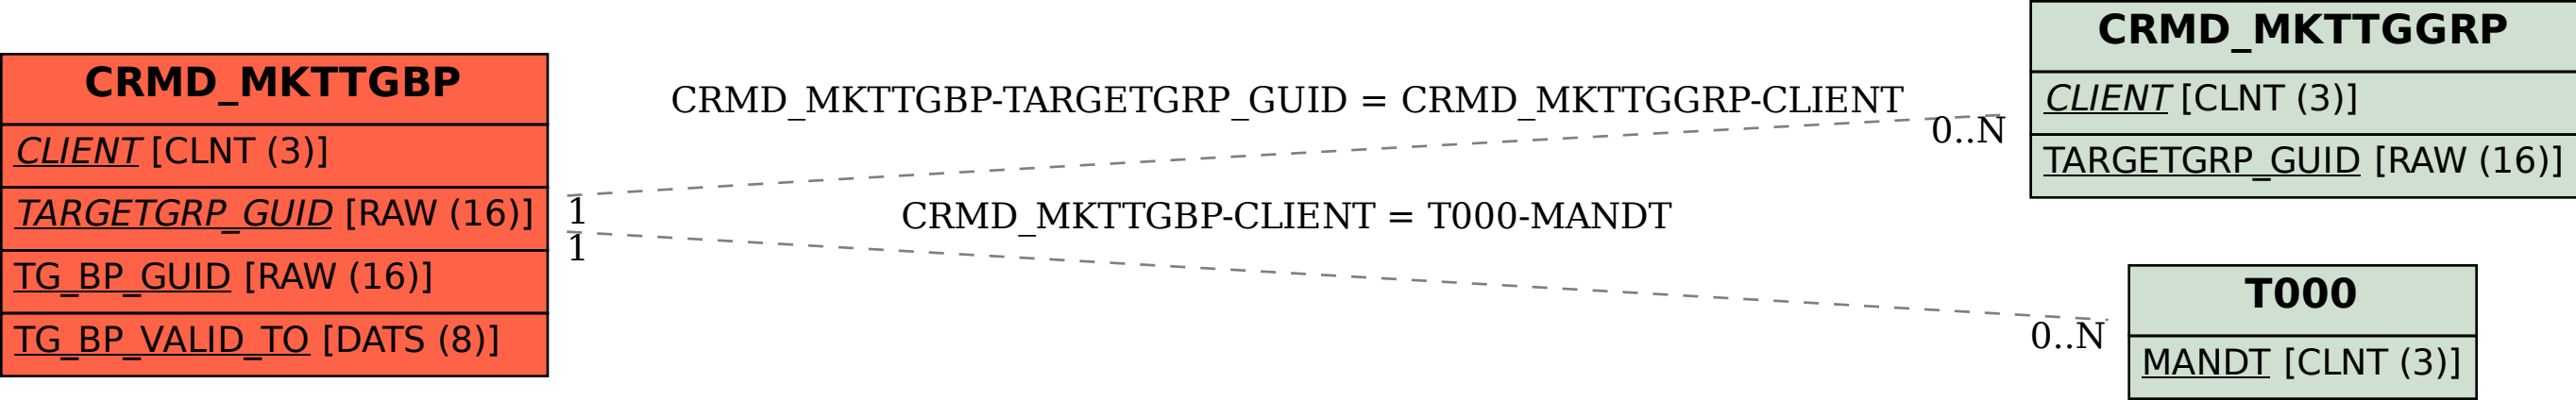 CRMD_MKTTGBP
CLIENT [CLNT (3)]
TARGETGRP_GUID [RAW (16)]
TG_BP_GUID [RAW (16)]
TG_BP_VALID_TO [DATS (8)]
CRMD_MKTTGBP-TARGETGRP_GUID = CRMD_MKTTGGRP-CLIENT
0..N
1
CRMD_MKTTGBP-CLIENT = T000-MANDT
1
0..N
CRMD_MKTTGGRP
CLIENT [CLNT (3)]
TARGETGRP_GUID [RAW (16)]
T000
MANDT [CLNT (3)]